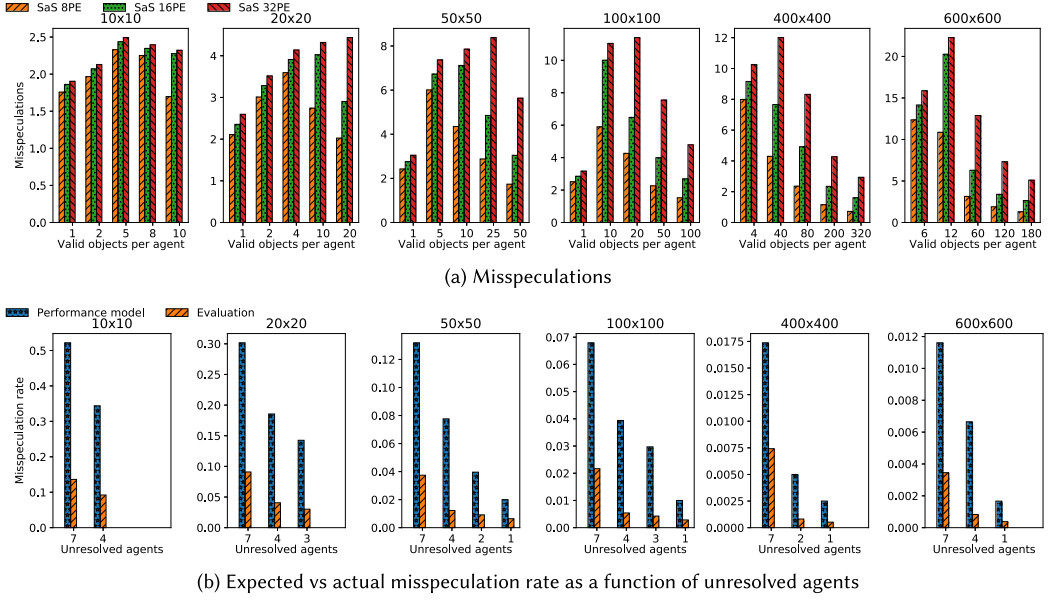 SaS 8PE SaS 16PE SaS 32PE
10x10 20x20 50x50 100x100 400x400 600x600
Misspeculations
2.5 2.0 1.5 1.0 0.5 0.0
1 2 5 8 10
Valid objects per agent
4 3 2 1 0
1 2 4 10 20
Valid objects per agent
8 6 4 2 0
1 5 10 25 50
Valid objects per agent
10 8 6 4 2 0
1 10 20 50 100
Valid objects per agent
12 10 8 6 4 2 0
4 40 80 200 320
Valid objects per agent
20 15 10 5 0
6 12 60 120 180
Valid objects per agent
(a) Misspeculations
Performance model Evaluation
10x10 20x20 50x50 100x100 400x400 600x600
Misspeculation rate
0.5 0.4 0.3 0.2 0.1 0.0
7 4
Unresolved agents
0.30 0.25 0.20 0.15 0.10 0.05 0.00
7 4 3
Unresolved agents
0.12 0.10 0.08 0.06 0.04 0.02 0.00
7 4 2 1
Unresolved agents
0.07 0.06 0.05 0.04 0.03 0.02 0.01 0.00
7 4 3 1
Unresolved agents
0.0175 0.0150 0.0125 0.0100 0.0075 0.0050 0.0025 0.0000
7 2 1
Unresolved agents
0.012 0.010 0.008 0.006 0.004 0.002 0.000
7 4 1
Unresolved agents
(b) Expected vs actual misspeculation rate as a function of unresolved agents